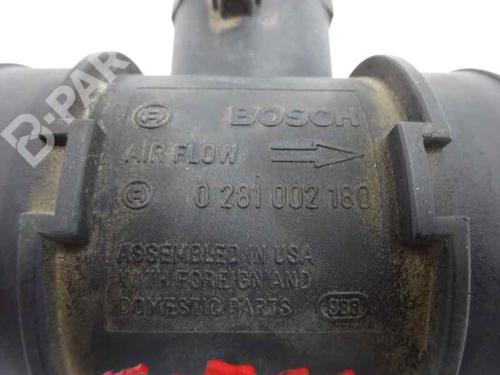 B-PAR
BOSCH
AIR FLOW
0 281 002 180
ASSEMBLED IN USA
WITH FOREIGN AND
DOMESTIC PARTS